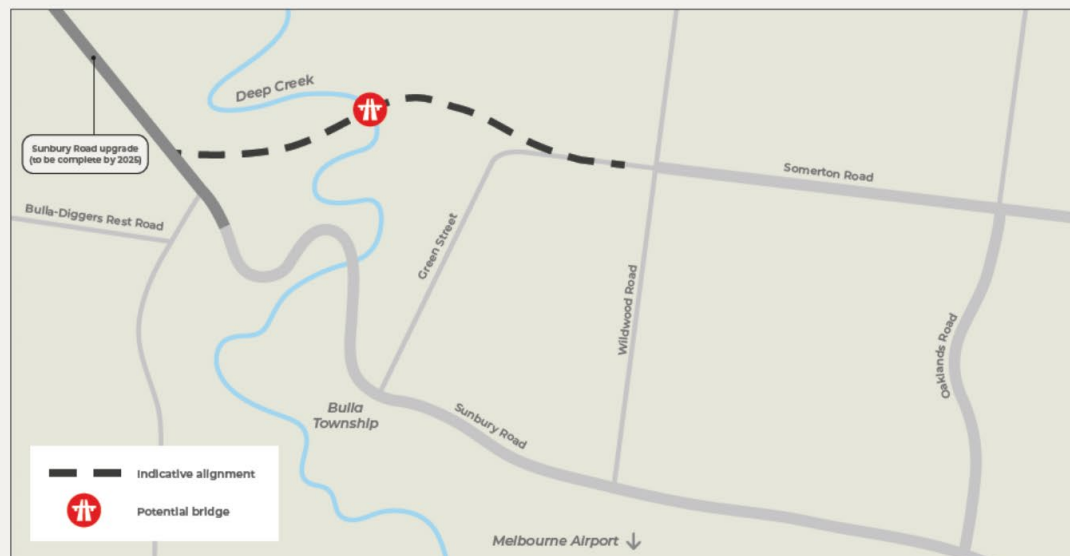 Deep Creek
Sunbury Road upgrade
(to be complete by 2025)
Somerton Road
Bulla-Diggers Rest Road
Green Street
Wildwood Road
Oaklands Road
Bulla
Township
Sunbury Road
Indicative alignment
Potential bridge
Melbourne Airport ↓